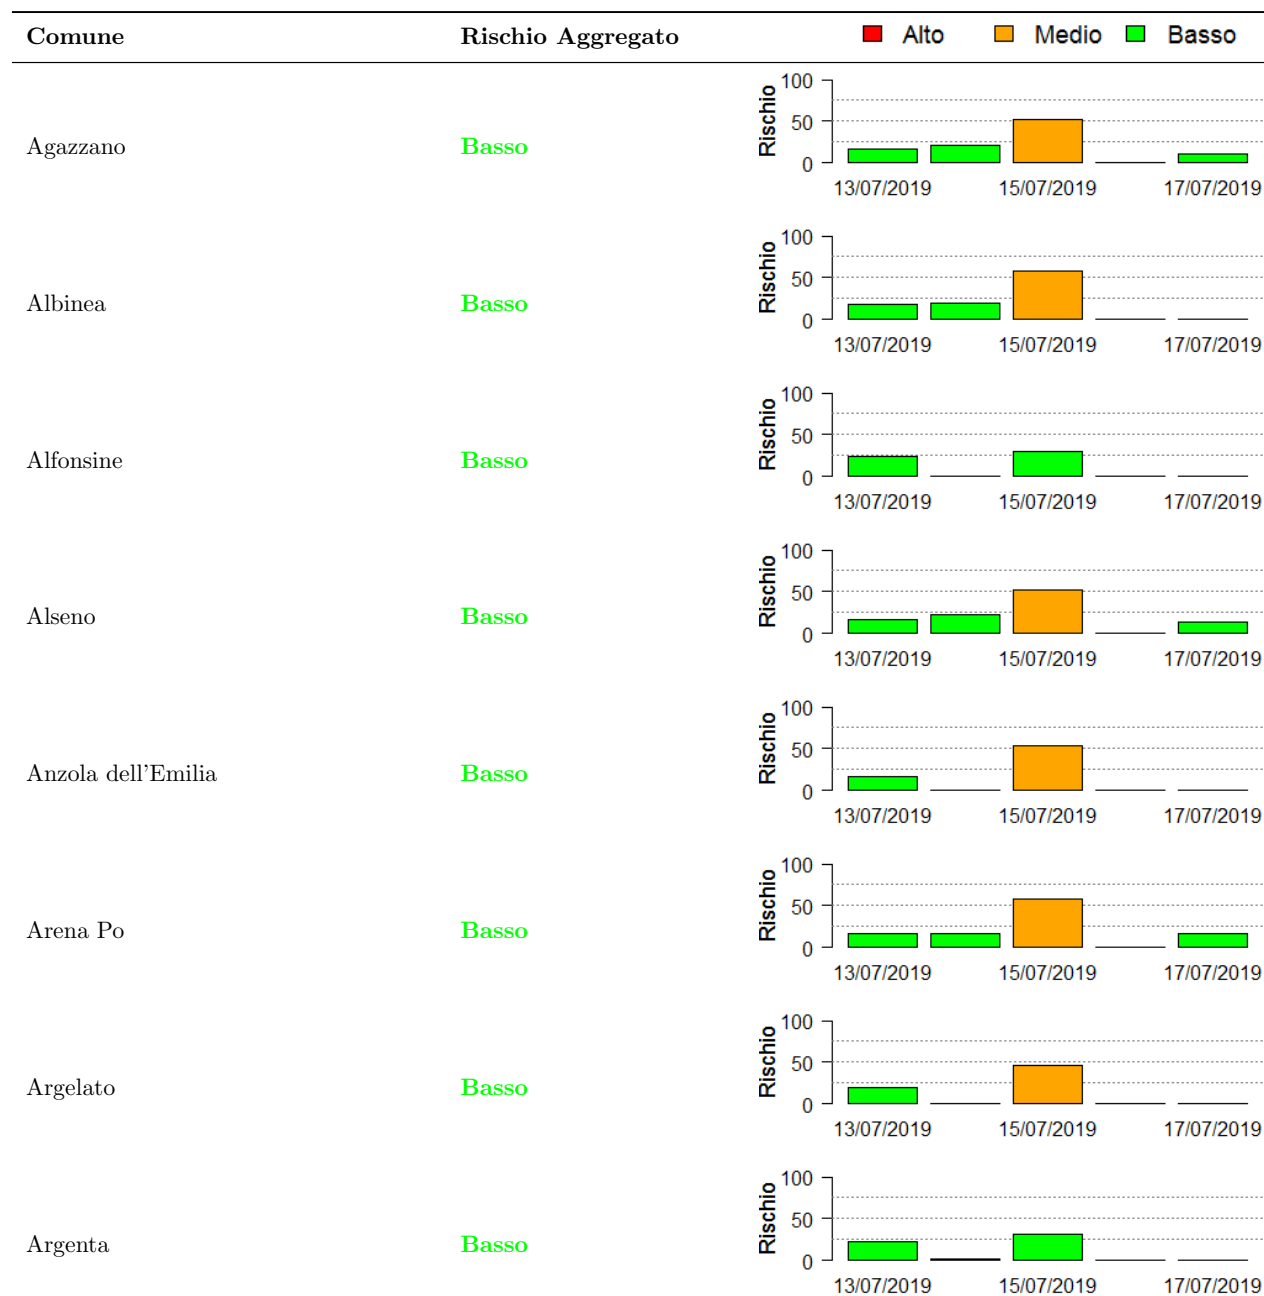 Comune Rischio Aggregato Alto Medio Basso
100
Rischio
50
Agazzano Basso
0
13/07/2019 15/07/2019 17/07/2019
100
Rischio
50
Albinea Basso
0
13/07/2019 15/07/2019 17/07/2019
100
Rischio
50
Alfonsine Basso
0
13/07/2019 15/07/2019 17/07/2019
100
Rischio
50
Alseno Basso
0
13/07/2019 15/07/2019 17/07/2019
100
Rischio
50
Anzola dell'Emilia Basso
0
13/07/2019 15/07/2019 17/07/2019
100
Rischio
50
Arena Po Basso
0
13/07/2019 15/07/2019 17/07/2019
100
Rischio
50
Argelato Basso
0
13/07/2019 15/07/2019 17/07/2019
100
Rischio
50
Argenta Basso
0
13/07/2019 15/07/2019 17/07/2019